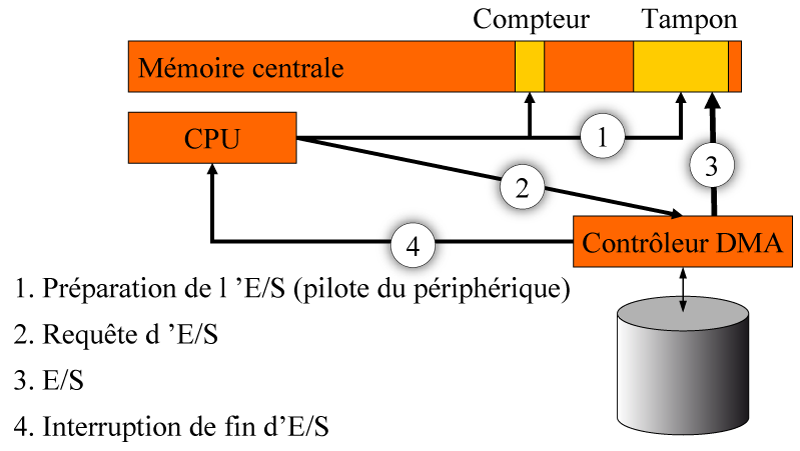 Compteur Tampon
Mémoire centrale
CPU
1
3
2
4
Contrôleur DMA
1. Préparation de l ’E/S (pilote du périphérique)
2. Requête d ’E/S
3. E/S
4. Interruption de fin d’E/S